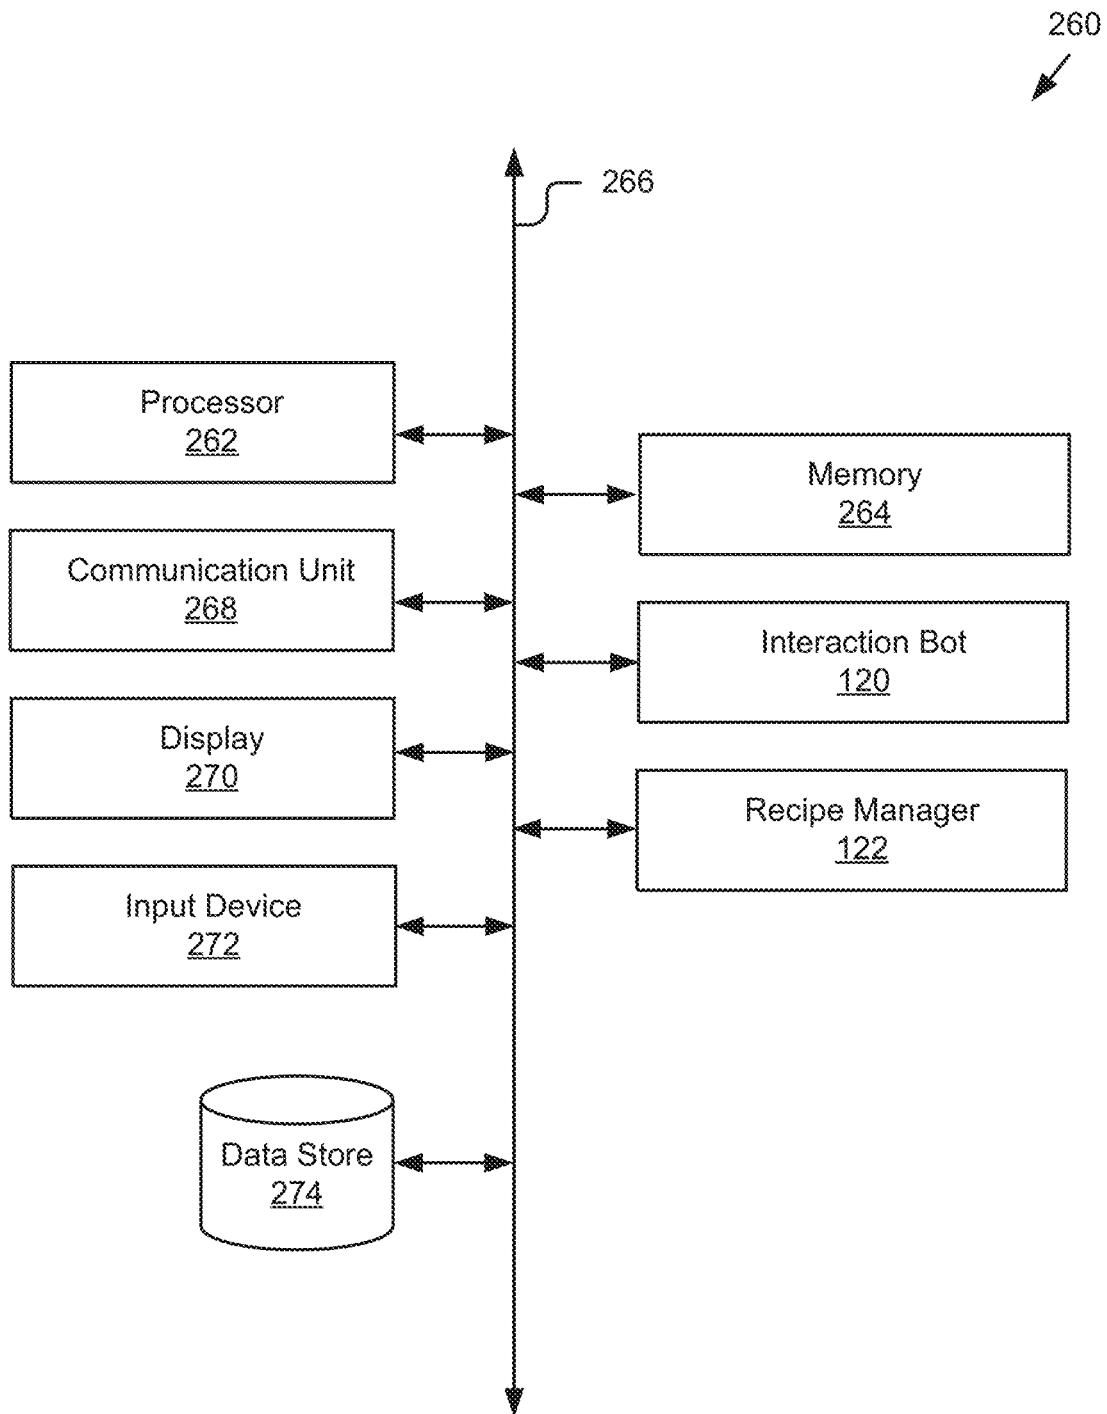 260
266
Processor
262
Memory
264
Communication Unit
268
Interaction Bot
120
Display
270
Recipe Manager
122
Input Device
272
Data Store
274